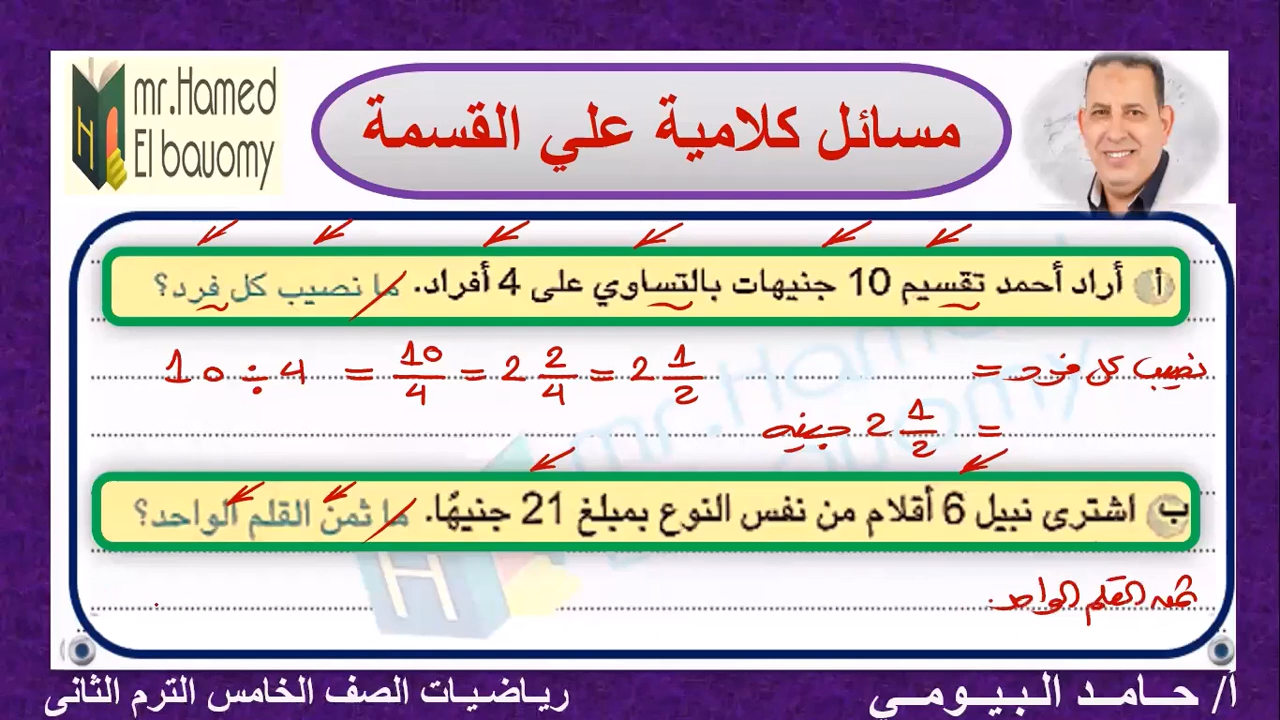 mr.Hamed
El bauomy
مسائل كلامية علي القسمة
أ أراد أحمد تقسيم 10 جنيهات بالتساوي على 4 أفراد. ما نصيب كل فرد؟
نصيب كل فرد = 10 ÷ 4 = 10/4 = 2 2/4 = 2 1/2
= 2 1/2 جنيه
ب اشترى نبيل 6 أقلام من نفس النوع بمبلغ 21 جنيهًا. ما ثمن القلم الواحد؟
ثمن القلم الواحد
أ/ حامد البيومي
رياضيات الصف الخامس الترم الثانى